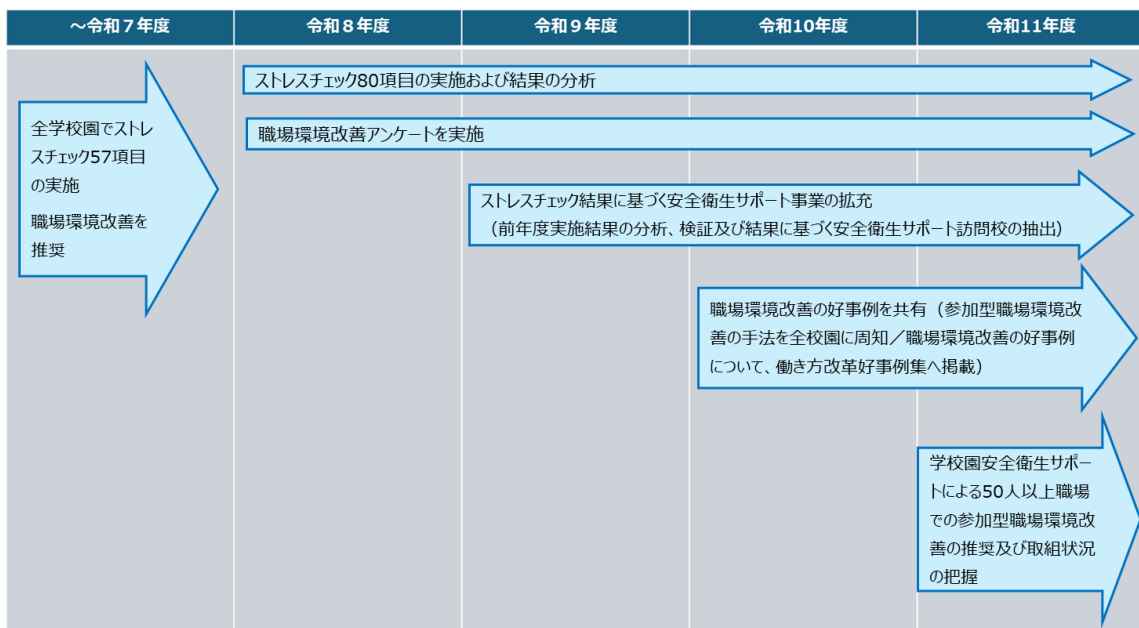 ～令和７年度
令和８年度
令和９年度
令和10年度
令和11年度
全学校園でストレ
スチェック57項目
の実施
職場環境改善を
推奨
ストレスチェック80項目の実施および結果の分析
職場環境改善アンケートを実施
ストレスチェック結果に基づく安全衛生サポート事業の拡充
（前年度実施結果の分析、検証及び結果に基づく安全衛生サポート訪問校の抽出）
職場環境改善の好事例を共有（参加型職場環境改
善の手法を全校園に周知／職場環境改善の好事例
について、働き方改革好事例集へ掲載）
学校園安全衛生サポー
トによる50人以上職場
での参加型職場環境改
善の推奨及び取組状況
の把握